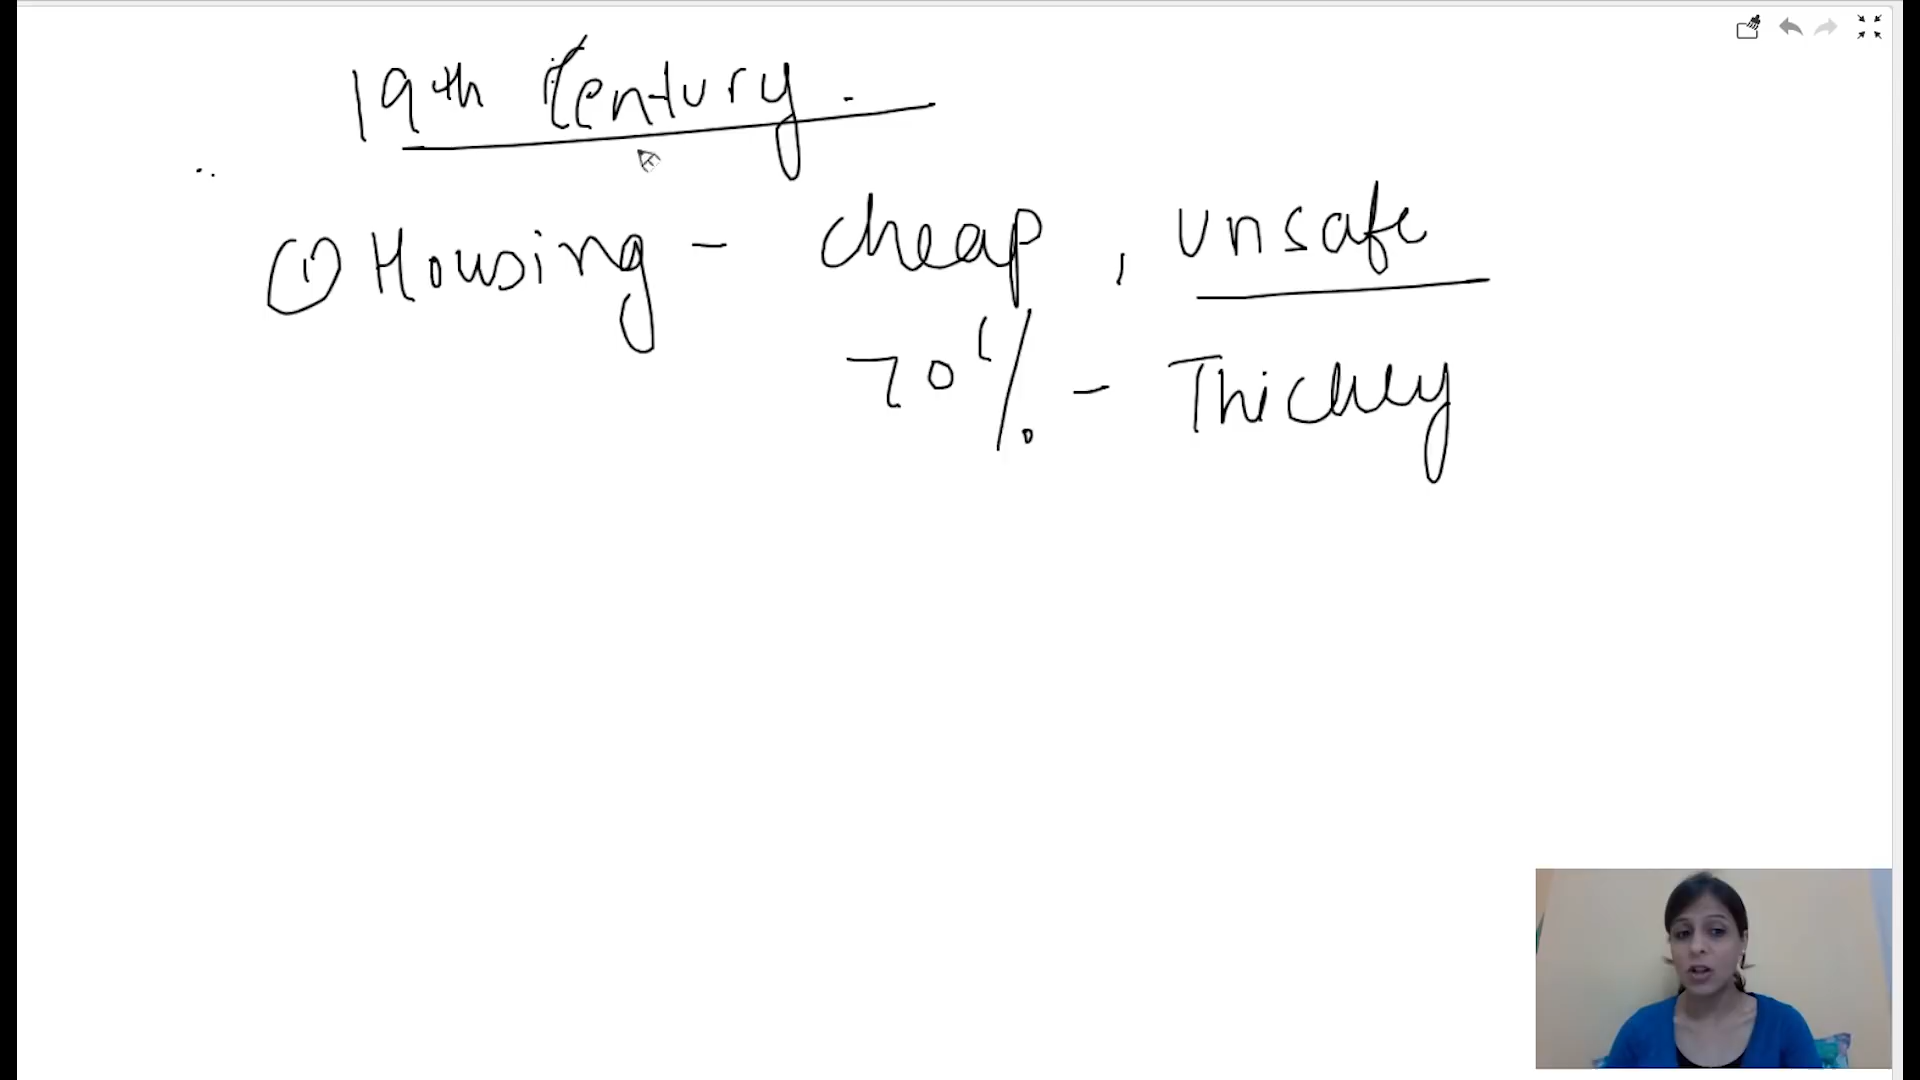 19th Century.
① Housing - cheap, unsafe
70% - Thickly